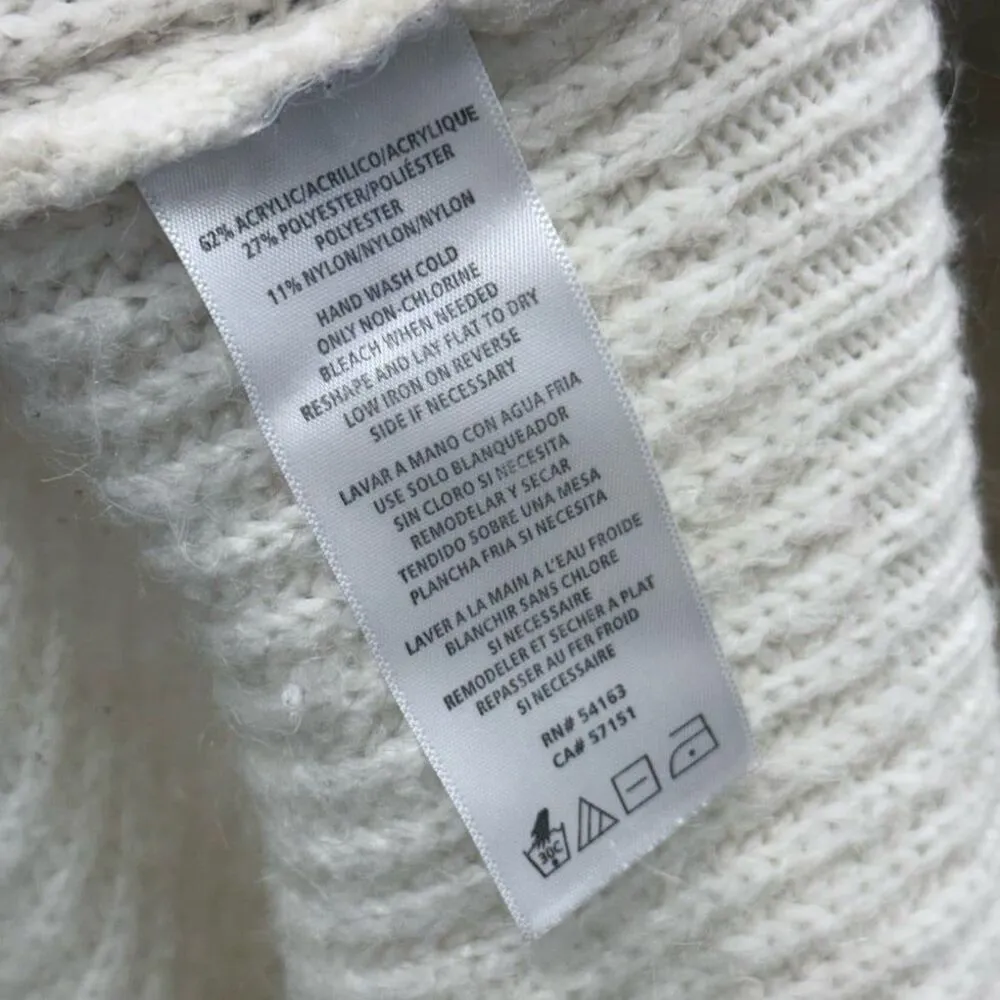 62% ACRYLIC/ACRILICO/ACRYLIQUE
27% POLYESTER/POLIÉSTER
POLYESTER
11% NYLON/NYLON/NYLON
HAND WASH COLD
ONLY NON-CHLORINE
BLEACH WHEN NEEDED
RESHAPE AND LAY FLAT TO DRY
LOW IRON ON REVERSE
SIDE IF NECESSARY
LAVAR A MANO CON AGUA FRIA
USE SOLO BLANQUEADOR
SIN CLORO SI NECESITA
REMODELAR Y SECAR
TENDIDO SOBRE UNA MESA
PLANCHA FRIA SI NECESITA
LAVER A LA MAIN A L'EAU FROIDE
BLANCHIR SANS CHLORE
SI NECESSAIRE
REMODELER ET SECHER A PLAT
REPASSER AU FER FROID
SI NECESSAIRE
RN# 54163
CA# 57151
30C